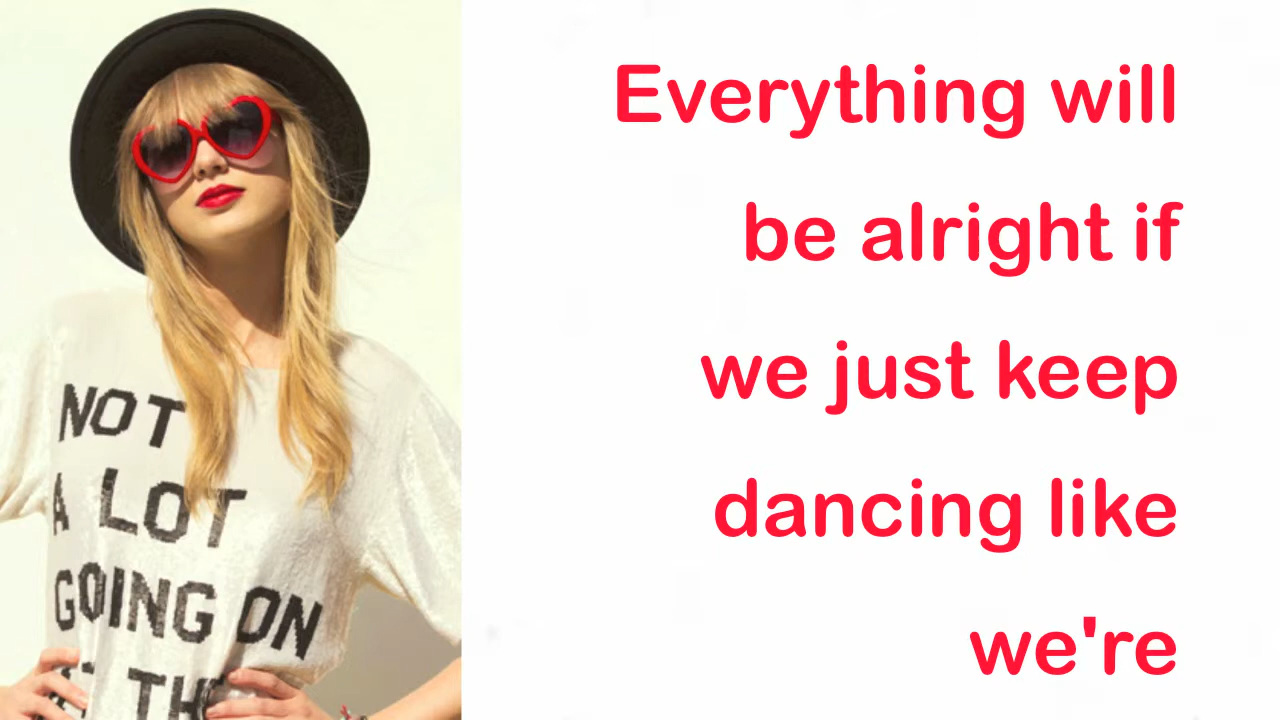 Everything will
be alright if
we just keep
dancing like
we're
NOT
A LOT
GOING ON